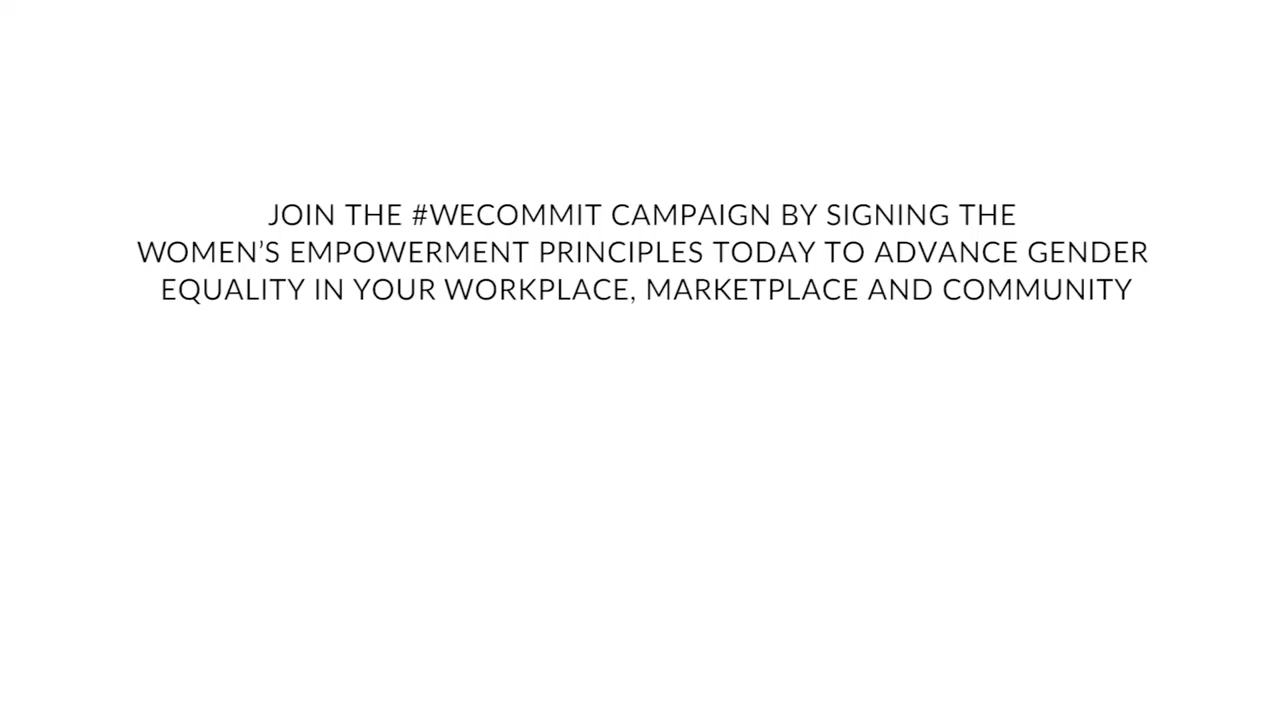 JOIN THE #WECOMMIT CAMPAIGN BY SIGNING THE
WOMEN’S EMPOWERMENT PRINCIPLES TODAY TO ADVANCE GENDER
EQUALITY IN YOUR WORKPLACE, MARKETPLACE AND COMMUNITY